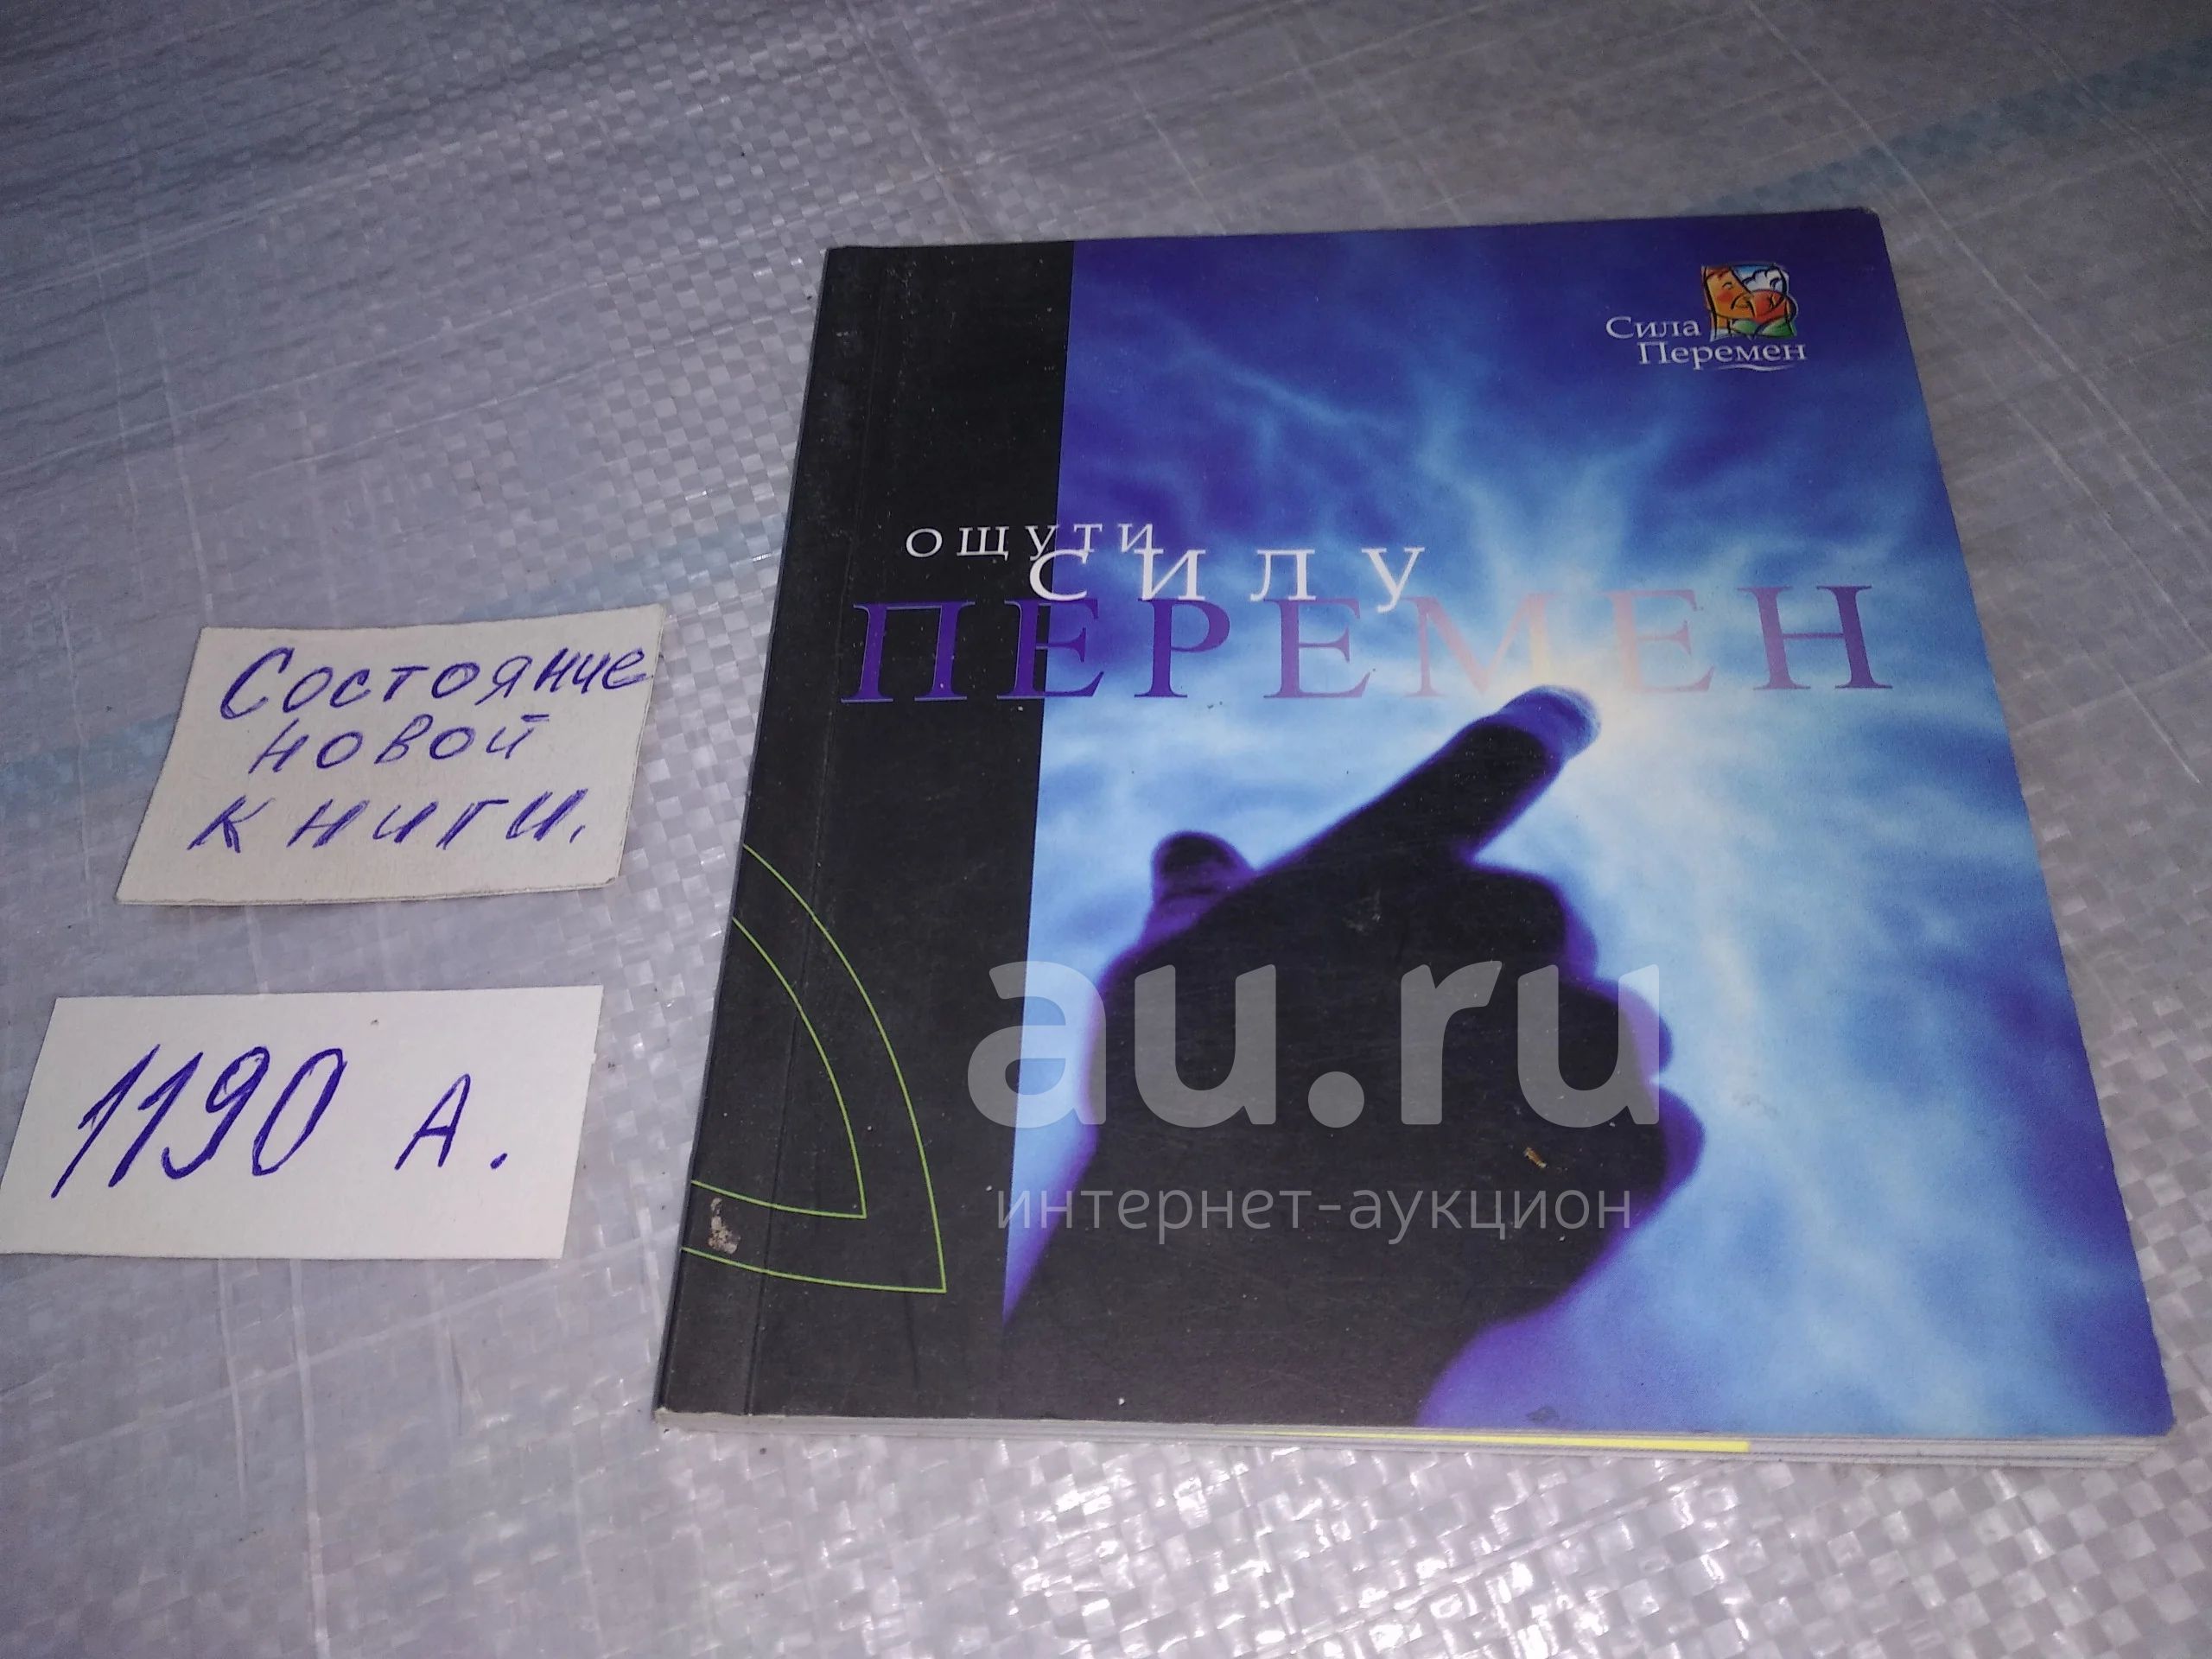 Сила
Перемен
ощути
силу
ПЕРЕМЕН
Состояние
новой
книги.
1190 А.
au.ru
интернет-аукцион